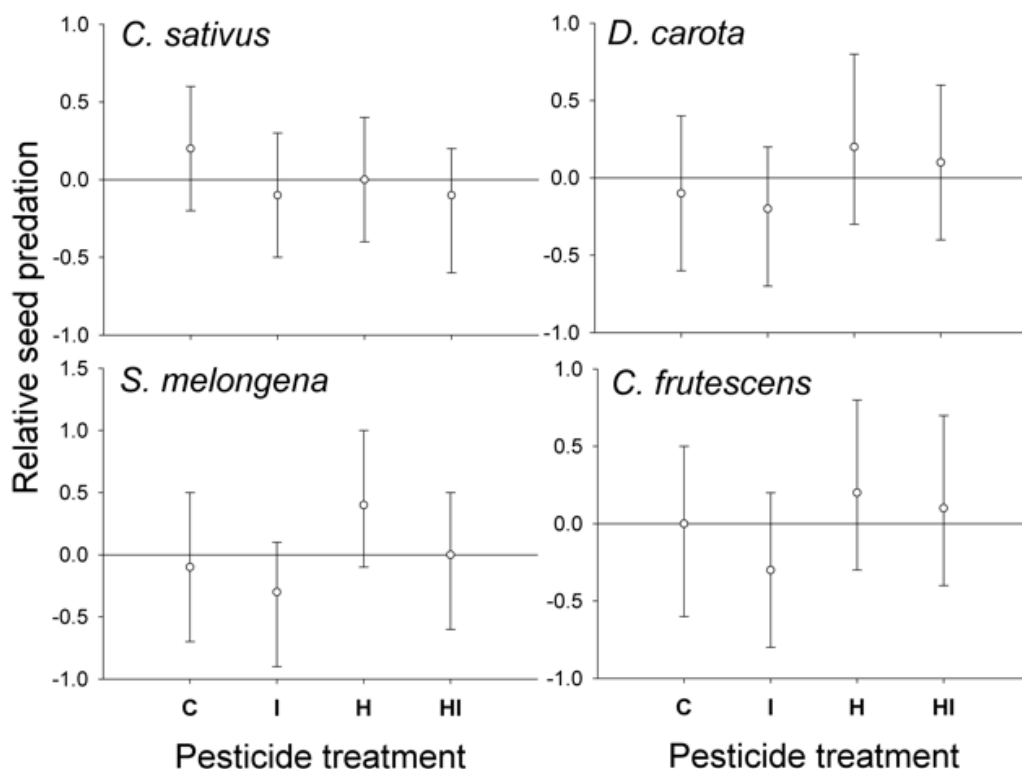 Relative seed predation
C. sativus
1.0
0.5
0.0
-0.5
-1.0
D. carota
1.0
0.5
0.0
-0.5
-1.0
S. melongena
1.5
1.0
0.5
0.0
-0.5
-1.0
C I H HI
Pesticide treatment
C. frutescens
1.0
0.5
0.0
-0.5
-1.0
C I H HI
Pesticide treatment